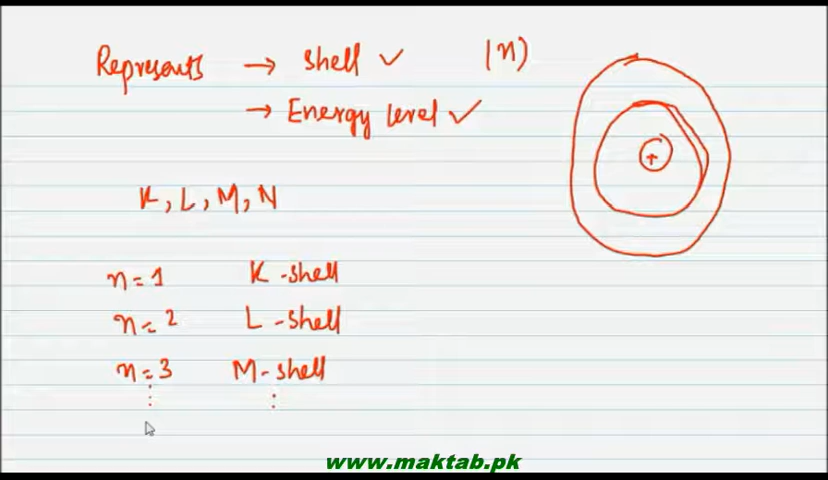 Represents → shell ✓ (n)
→ Energy level ✓
K, L, M, N
n = 1 K - shell
n = 2 L - shell
n = 3 M - shell
⋮ ⋮
+
www.maktab.pk